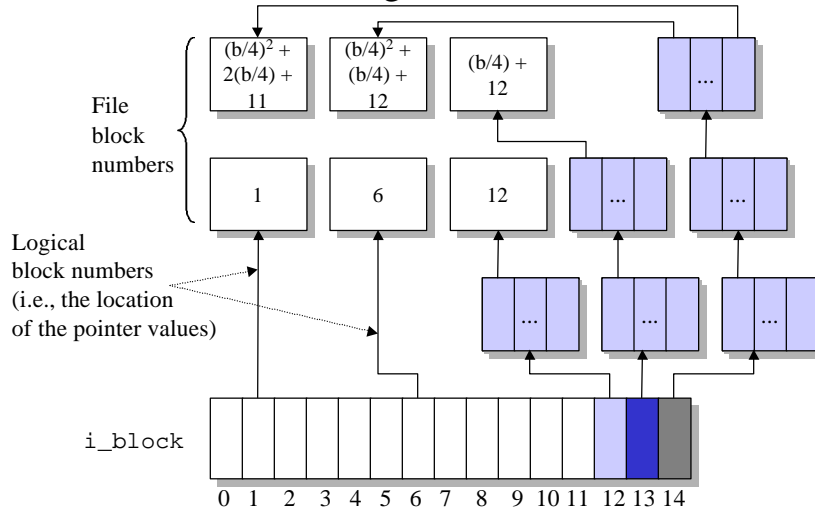 (b/4)² +
2(b/4) +
11
(b/4)² +
(b/4) +
12
(b/4) +
12
...
File
block
numbers
1
6
12
...
...
Logical
block numbers
(i.e., the location
of the pointer values)
...
...
...
i_block
0 1 2 3 4 5 6 7 8 9 10 11 12 13 14